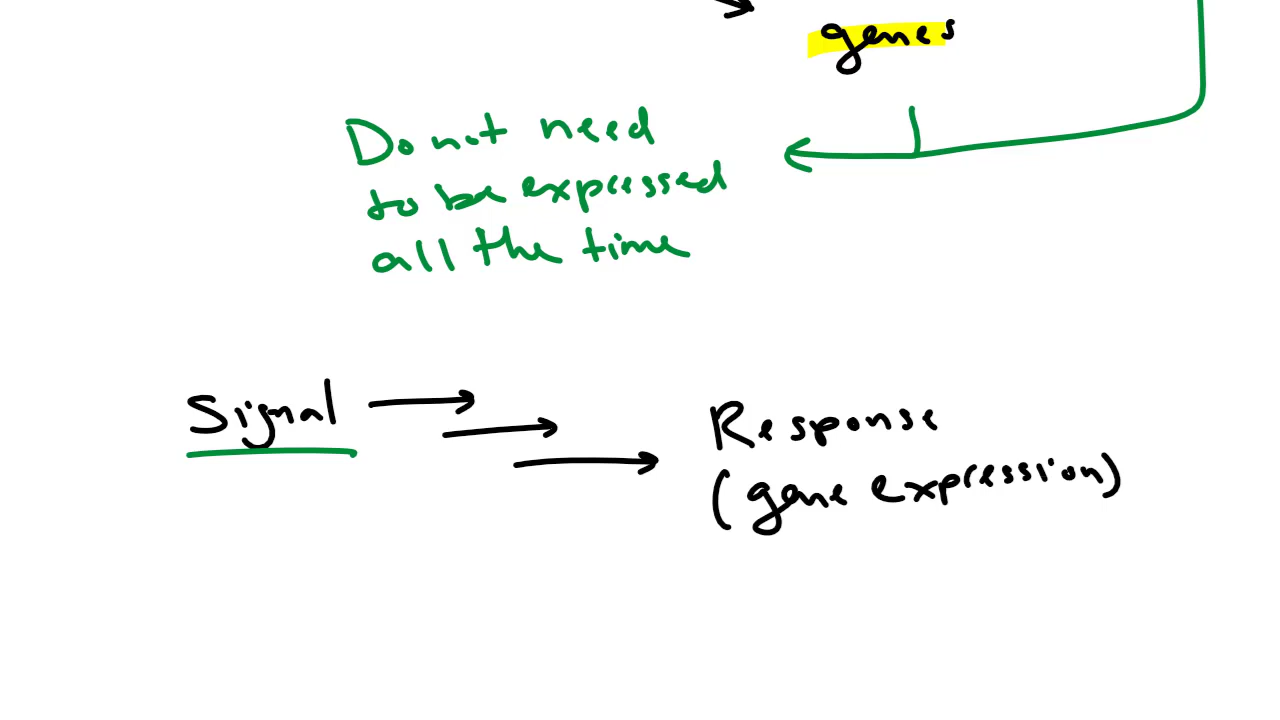 genes
Do not need
to be expressed
all the time
Signal
Response
(gene expression)